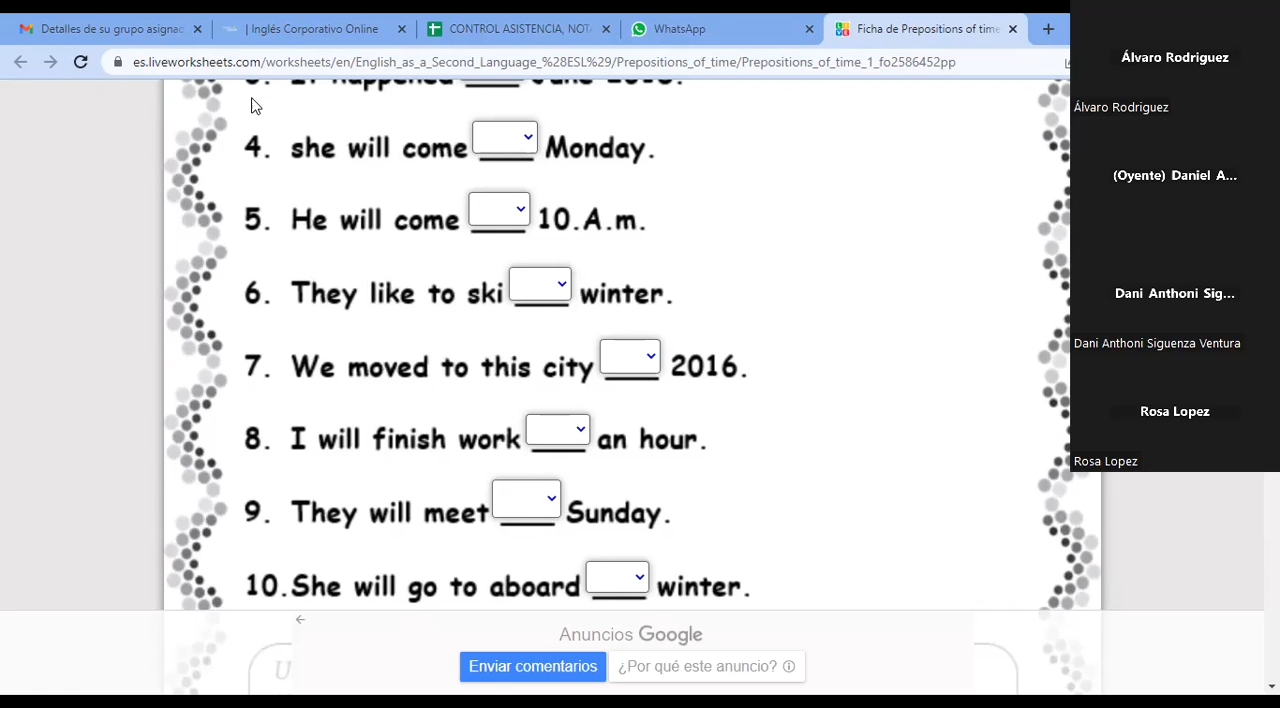 Detalles de su grupo asignac
| Inglés Corporativo Online
CONTROL ASISTENCIA, NOT
WhatsApp
Ficha de Prepositions of time
es.liveworksheets.com/worksheets/en/English_as_a_Second_Language_%28ESL%29/Prepositions_of_time/Prepositions_of_time_1_fo2586452pp
4. she will come Monday.
5. He will come 10.A.m.
6. They like to ski winter.
7. We moved to this city 2016.
8. I will finish work an hour.
9. They will meet Sunday.
10.She will go to aboard winter.
Anuncios Google
Enviar comentarios
¿Por qué este anuncio?
Álvaro Rodriguez
Álvaro Rodriguez
(Oyente) Daniel A...
Dani Anthoni Sig...
Dani Anthoni Siguenza Ventura
Rosa Lopez
Rosa Lopez